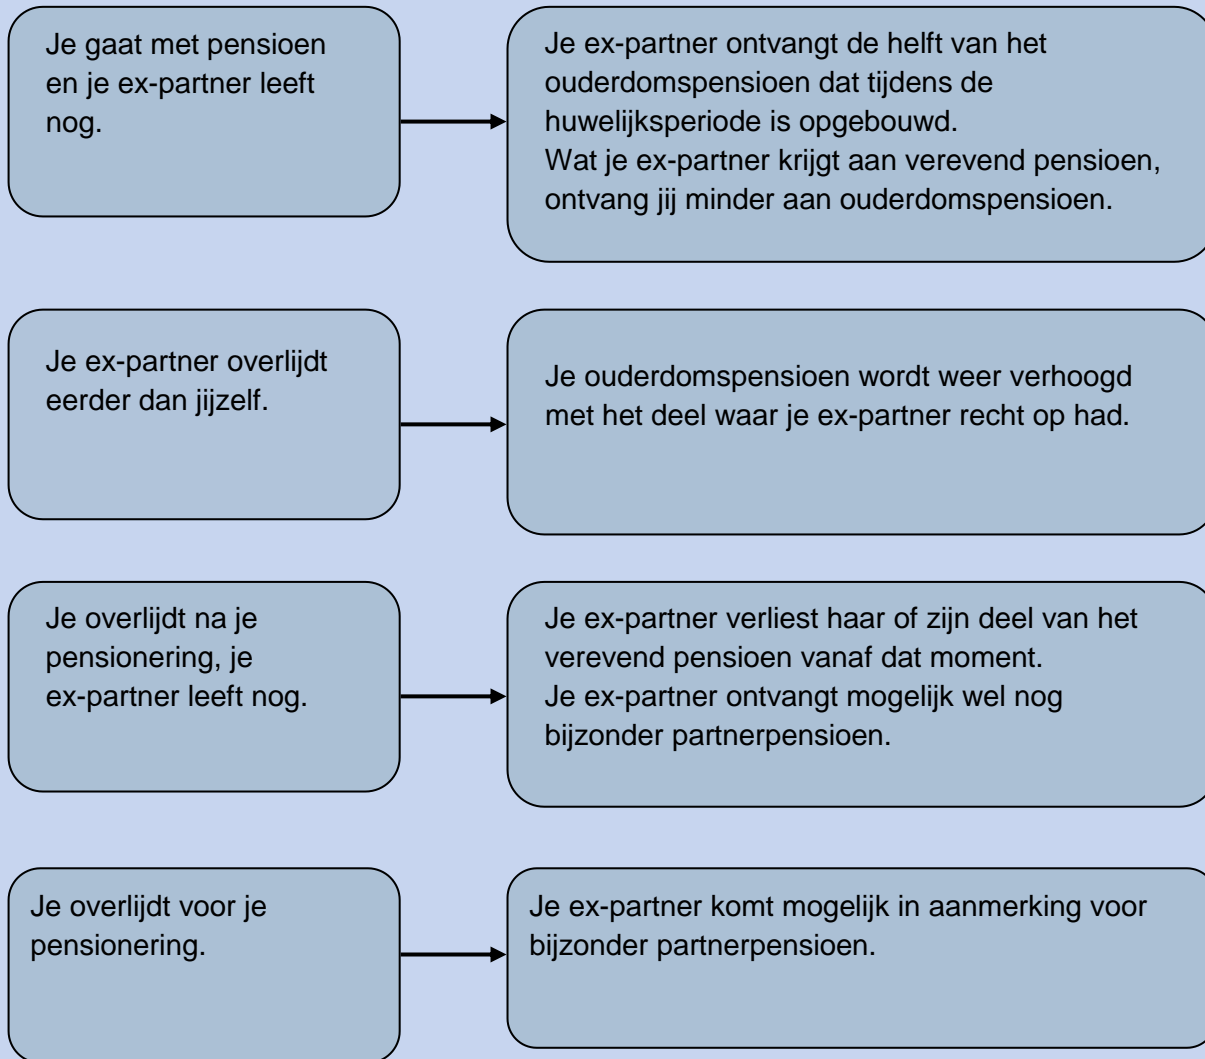 Je gaat met pensioen
en je ex-partner leeft
nog.
Je ex-partner ontvangt de helft van het
ouderdomspensioen dat tijdens de
huwelijksperiode is opgebouwd.
Wat je ex-partner krijgt aan verevend pensioen,
ontvang jij minder aan ouderdomspensioen.
Je ex-partner overlijdt
eerder dan jijzelf.
Je ouderdomspensioen wordt weer verhoogd
met het deel waar je ex-partner recht op had.
Je overlijdt na je
pensionering, je
ex-partner leeft nog.
Je ex-partner verliest haar of zijn deel van het
verevend pensioen vanaf dat moment.
Je ex-partner ontvangt mogelijk wel nog
bijzonder partnerpensioen.
Je overlijdt voor je
pensionering.
Je ex-partner komt mogelijk in aanmerking voor
bijzonder partnerpensioen.